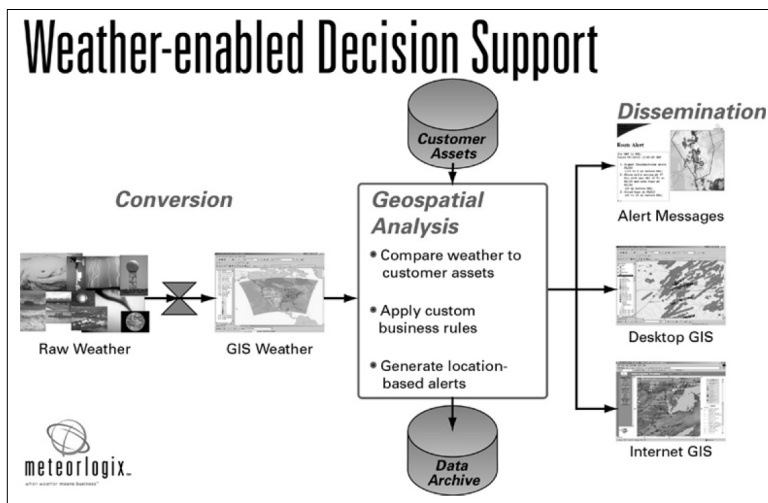 Weather-enabled Decision Support
Customer
Assets
Dissemination
Conversion
Geospatial
Analysis
Alert Messages
• Compare weather to
customer assets
• Apply custom
business rules
• Generate location-
based alerts
Raw Weather
GIS Weather
Desktop GIS
Internet GIS
Data
Archive
meteorlogix